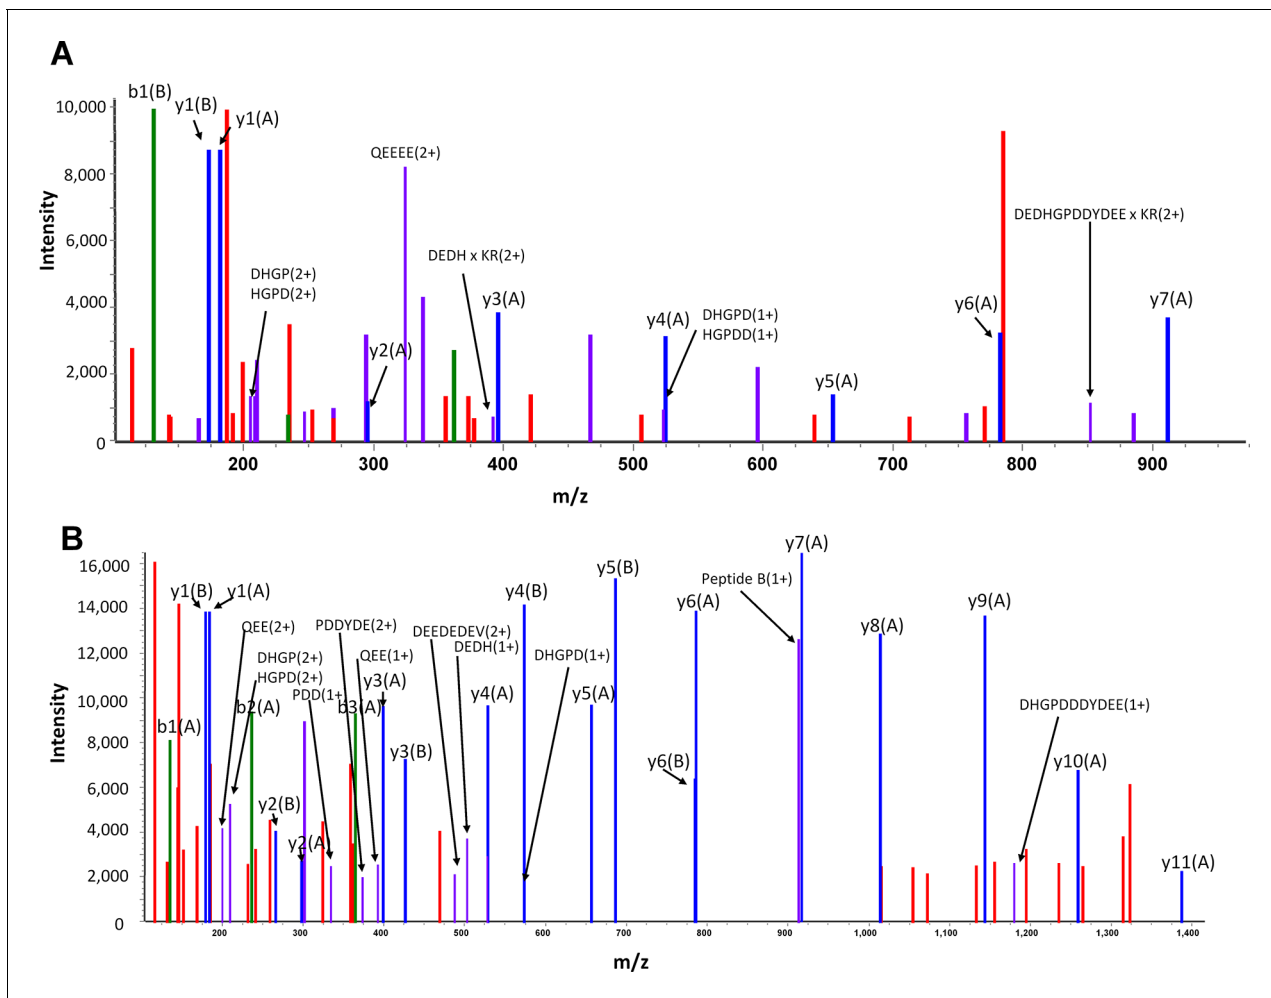 A
b1(B)
y1(B)
y1(A)
10,000
QEEEE(2+)
8,000
DEDHGPDDYDEE x KR(2+)
Intensity
6,000
DEDH x KR(2+)
DHGP(2+)
HGPD(2+)
y3(A)
y6(A)
y7(A)
4,000
y4(A)
DHGPD(1+)
HGPDD(1+)
y2(A)
2,000
y5(A)
0
200 300 400 500 600 700 800 900
m/z
B
16,000
y7(A)
y5(B)
Peptide B(1+)
y1(B)
y1(A)
y4(B)
y6(A)
y9(A)
14,000
QEE(2+)
PDDYDE(2+)
DEEDEDEV(2+)
y8(A)
DEDH(1+)
12,000
DHGP(2+)
HGPD(2+)
QEE(1+)
DHGPD(1+)
PDD(1+)
y3(A)
y4(A)
y5(A)
10,000
b2(A)
b3(A)
DHGPDDDYDEE(1+)
Intensity
b1(A)
8,000
y3(B)
y6(B)
y10(A)
6,000
y2(B)
4,000
y2(A)
y11(A)
2,000
0
200 300 400 500 600 700 800 900 1,000 1,100 1,200 1,300 1,400
m/z